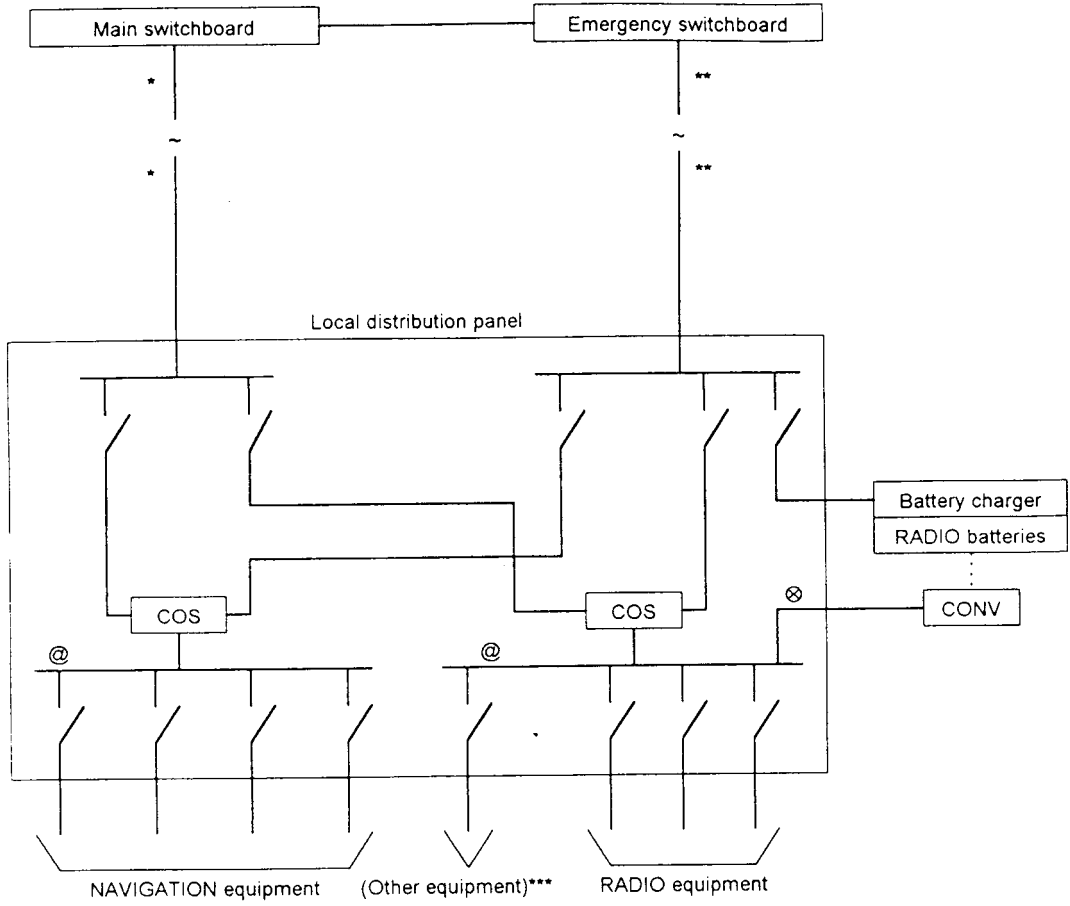 Main switchboard
Emergency switchboard
*
**
~
~
*
**
Local distribution panel
Battery charger
RADIO batteries
⊗
CONV
COS
COS
@
@
NAVIGATION equipment
(Other equipment)***
RADIO equipment